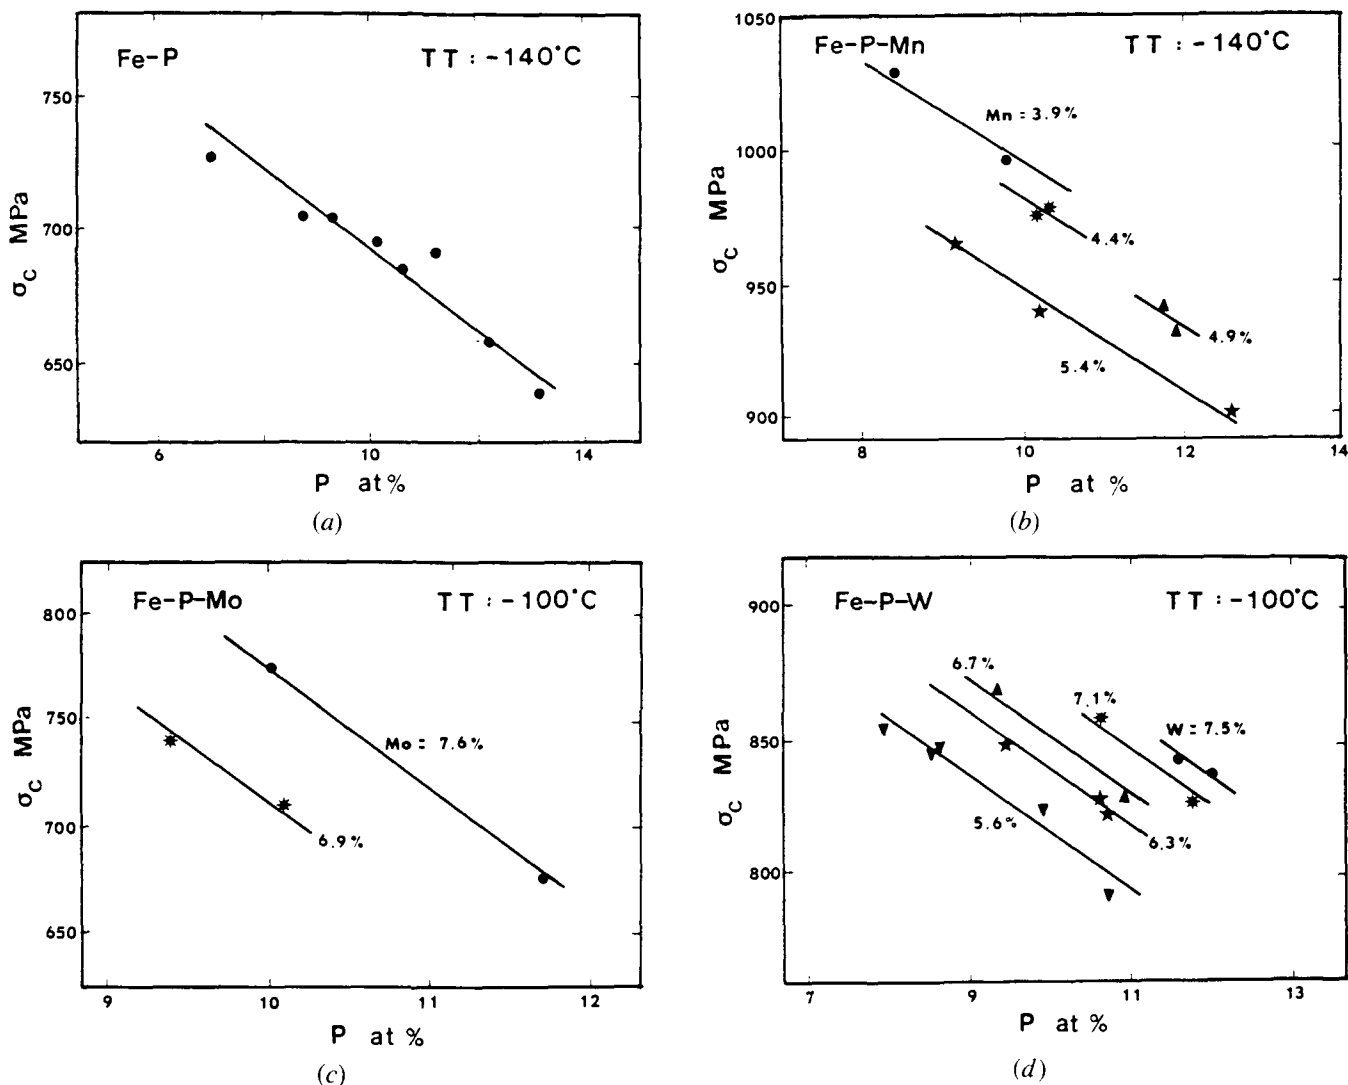 Fe-P TT: -140°C
750
700
650
σC MPa
6 10 14
P at %
(a)
Fe-P-Mn TT: -140°C
1050
1000
950
900
σC MPa
Mn = 3.9%
4.4%
4.9%
5.4%
8 10 12 14
P at %
(b)
Fe-P-Mo TT: -100°C
800
750
700
650
σC MPa
Mo = 7.6%
6.9%
9 10 11 12
P at %
(c)
Fe-P-W TT: -100°C
900
850
800
σC MPa
6.7%
7.1%
W = 7.5%
5.6%
6.3%
7 9 11 13
P at %
(d)